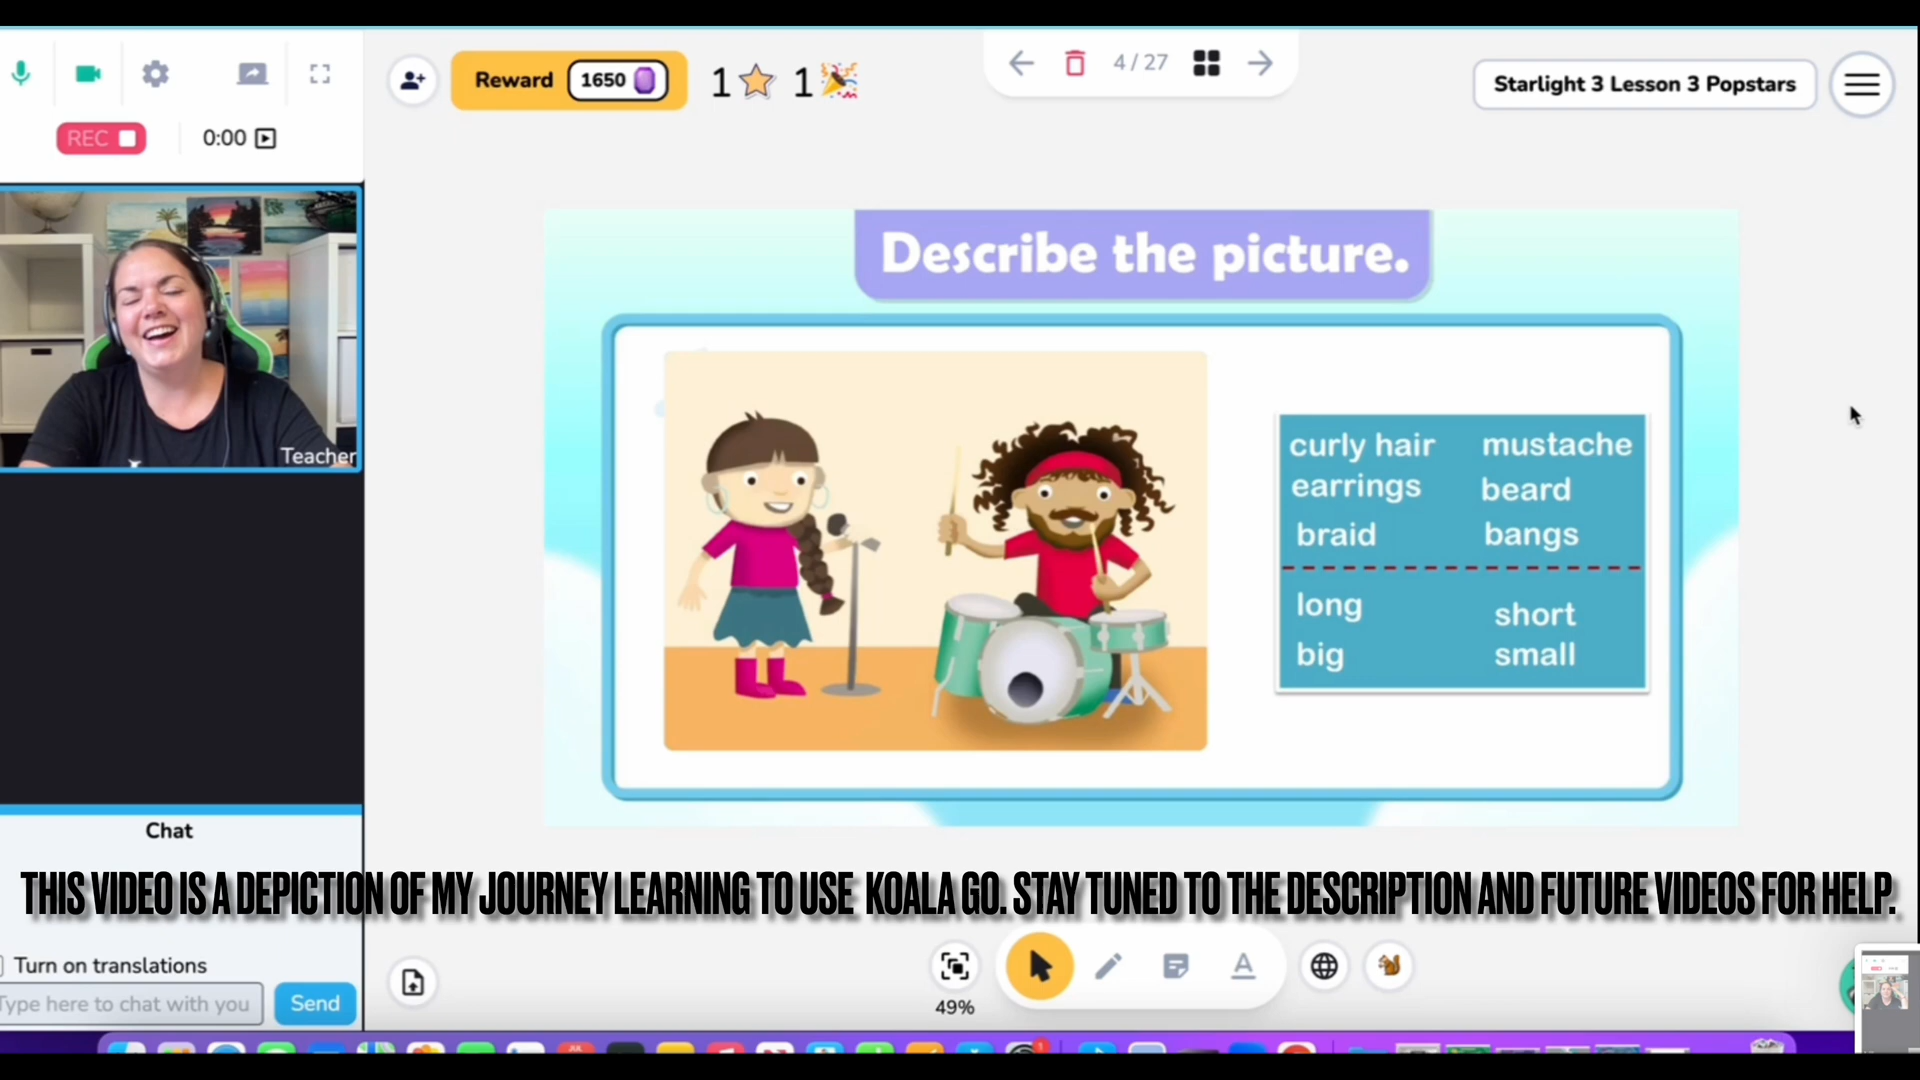 Reward 1650 1 1
4 / 27
Starlight 3 Lesson 3 Popstars
REC 0:00
Describe the picture.
Teacher
curly hair mustache
earrings beard
braid bangs
long short
big small
Chat
THIS VIDEO IS A DEPICTION OF MY JOURNEY LEARNING TO USE KOALA GO. STAY TUNED TO THE DESCRIPTION AND FUTURE VIDEOS FOR HELP.
Turn on translations
Type here to chat with you
Send
A
49%
JUL
1